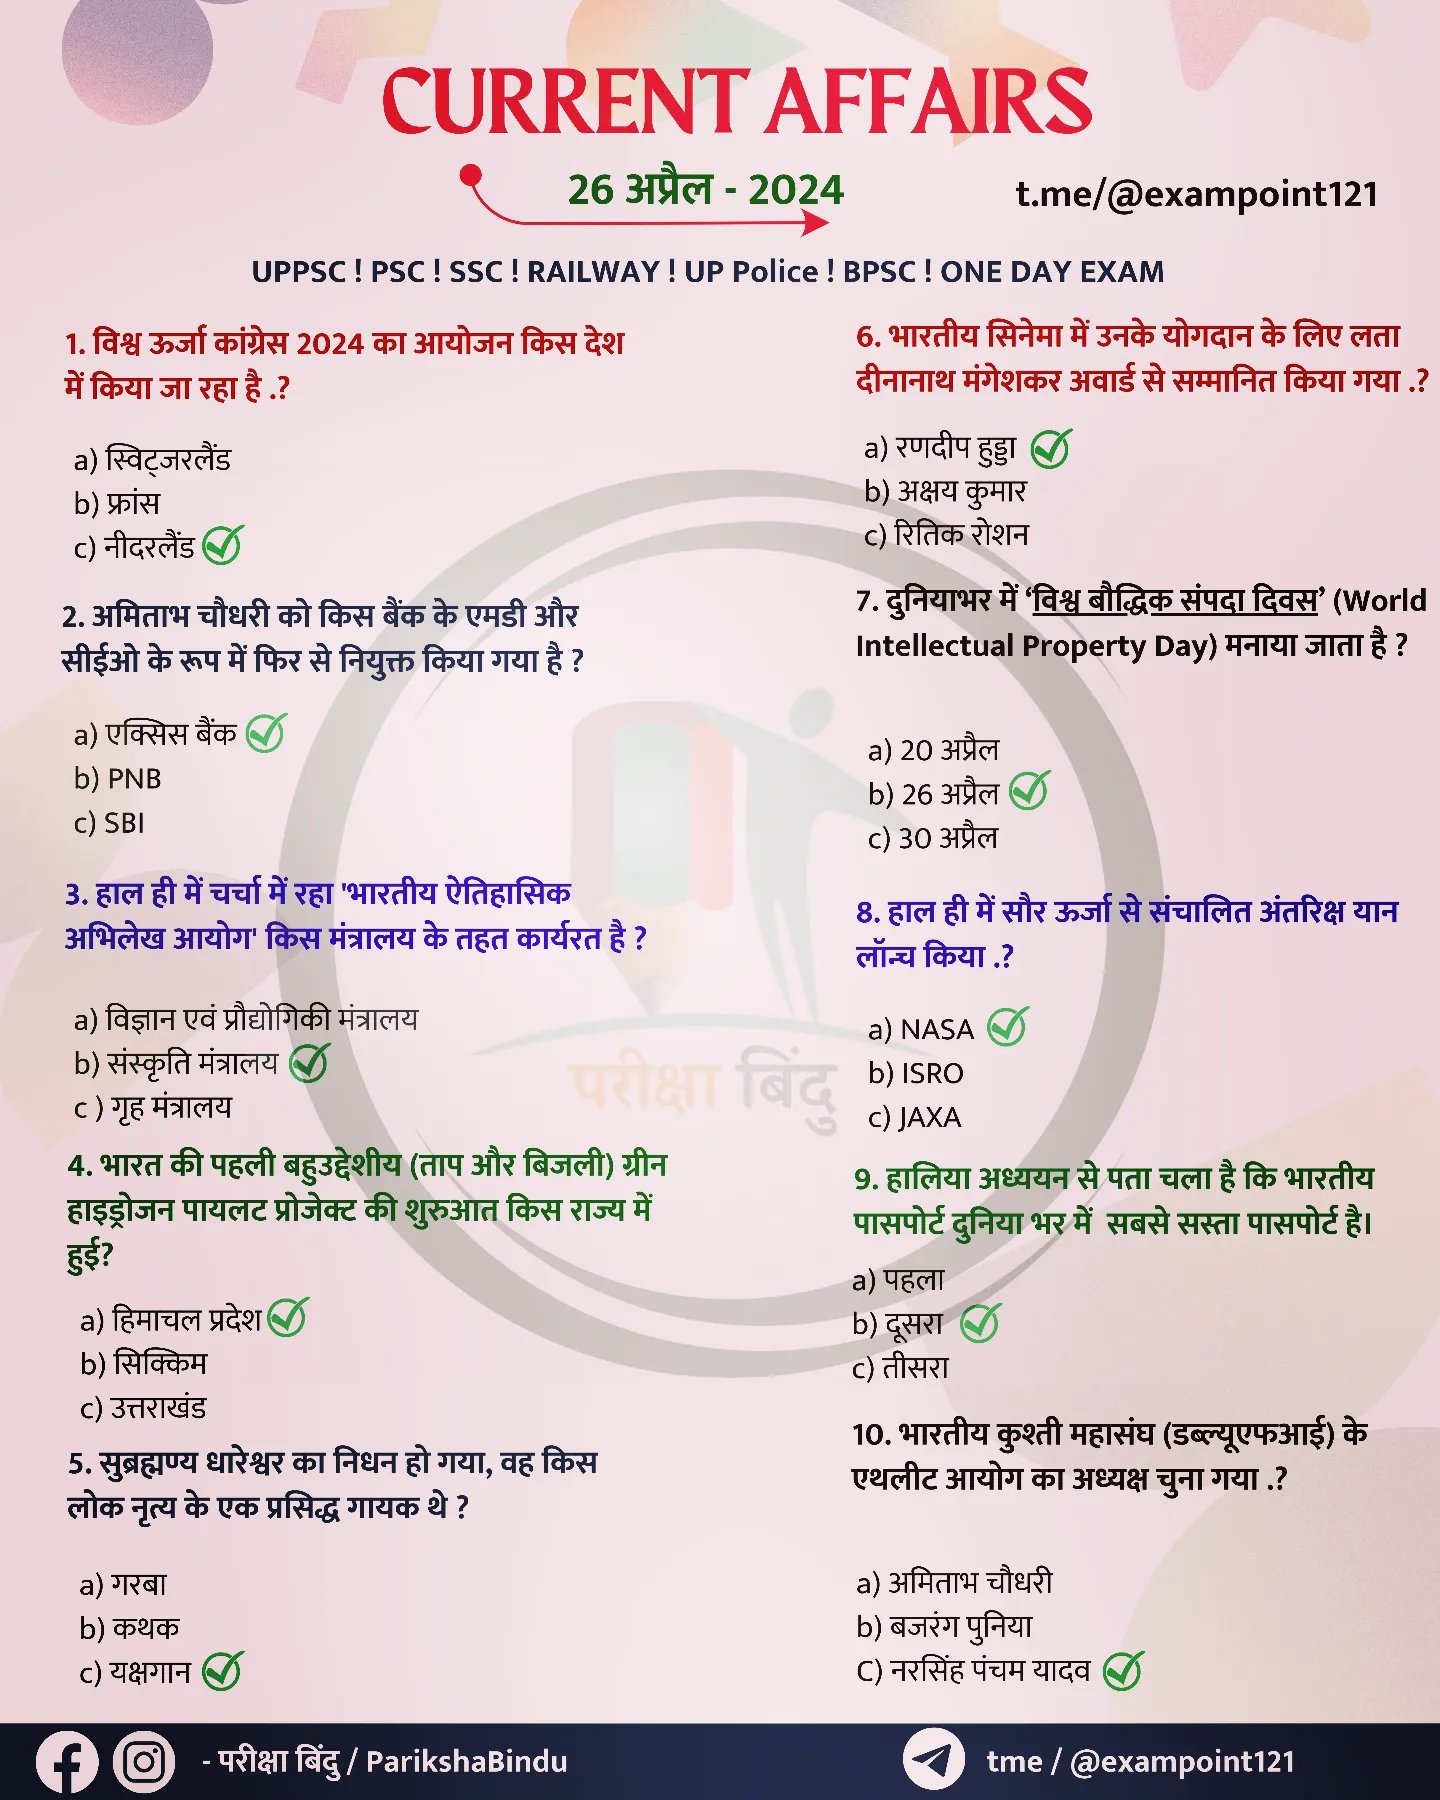 CURRENT AFFAIRS
26 अप्रैल - 2024
t.me/@exampoint121
UPPSC ! PSC ! SSC ! RAILWAY ! UP Police ! BPSC ! ONE DAY EXAM
1. विश्व ऊर्जा कांग्रेस 2024 का आयोजन किस देश
में किया जा रहा है .?
a) स्विट्जरलैंड
b) फ्रांस
c) नीदरलैंड
2. अमिताभ चौधरी को किस बैंक के एमडी और
सीईओ के रूप में फिर से नियुक्त किया गया है ?
a) एक्सिस बैंक
b) PNB
c) SBI
3. हाल ही में चर्चा में रहा 'भारतीय ऐतिहासिक
अभिलेख आयोग' किस मंत्रालय के तहत कार्यरत है ?
a) विज्ञान एवं प्रौद्योगिकी मंत्रालय
b) संस्कृति मंत्रालय
c ) गृह मंत्रालय
4. भारत की पहली बहुउद्देशीय (ताप और बिजली) ग्रीन
हाइड्रोजन पायलट प्रोजेक्ट की शुरुआत किस राज्य में
हुई?
a) हिमाचल प्रदेश
b) सिक्किम
c) उत्तराखंड
5. सुब्रह्मण्य धारेश्वर का निधन हो गया, वह किस
लोक नृत्य के एक प्रसिद्ध गायक थे ?
a) गरबा
b) कथक
c) यक्षगान
6. भारतीय सिनेमा में उनके योगदान के लिए लता
दीनानाथ मंगेशकर अवार्ड से सम्मानित किया गया .?
a) रणदीप हुड्डा
b) अक्षय कुमार
c) रितिक रोशन
7. दुनियाभर में ‘विश्व बौद्धिक संपदा दिवस’ (World
Intellectual Property Day) मनाया जाता है ?
a) 20 अप्रैल
b) 26 अप्रैल
c) 30 अप्रैल
8. हाल ही में सौर ऊर्जा से संचालित अंतरिक्ष यान
लॉन्च किया .?
a) NASA
b) ISRO
c) JAXA
9. हालिया अध्ययन से पता चला है कि भारतीय
पासपोर्ट दुनिया भर में सबसे सस्ता पासपोर्ट है।
a) पहला
b) दूसरा
c) तीसरा
10. भारतीय कुश्ती महासंघ (डब्ल्यूएफआई) के
एथलीट आयोग का अध्यक्ष चुना गया .?
a) अमिताभ चौधरी
b) बजरंग पुनिया
C) नरसिंह पंचम यादव
परीक्षा बिंदु
- परीक्षा बिंदु / ParikshaBindu
tme / @exampoint121